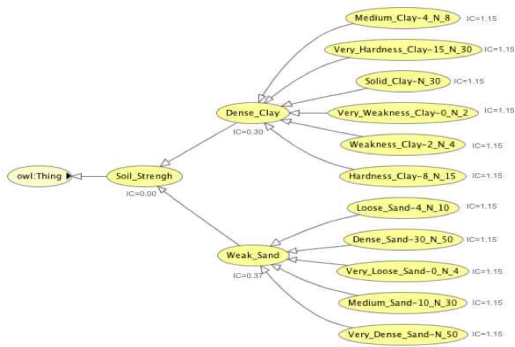 Medium_Clay-4_N_8 IC=1.15
Very_Hardness_Clay-15_N_30 IC=1.15
Solid_Clay-N_30 IC=1.15
Dense_Clay
IC=0.30
Very_Weakness_Clay-0_N_2 IC=1.15
Weakness_Clay-2_N_4 IC=1.15
Hardness_Clay-8_N_15 IC=1.15
owl:Thing
Soil_Strengh
IC=0.00
Loose_Sand-4_N_10 IC=1.15
Dense_Sand-30_N_50 IC=1.15
Weak_Sand
IC=0.37
Very_Loose_Sand-0_N_4 IC=1.15
Medium_Sand-10_N_30 IC=1.15
Very_Dense_Sand-N_50 IC=1.15